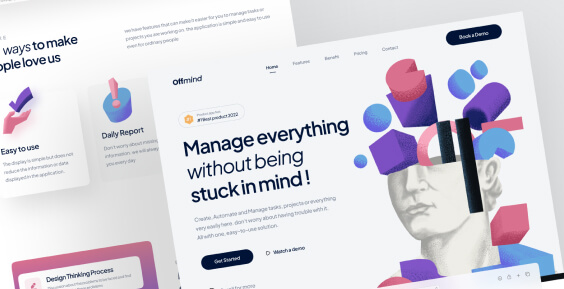 ways to make
ople love us
we have features that can make it easier for you to manage tasks or
projects you are working on. the application is simple and easy to use
even for ordinary people.
Easy to use
The display is simple but does not
reduce the information or data
displayed in the application.
Daily Report
Don't worry about missing
information. we will always
you every day
Design Thinking Process
Offmind
Home
Features
Benefit
Pricing
Contact
Book a Demo
#1 Best product 2022
Manage everything
without being
stuck in mind !
Create, Automate and Manage tasks, projects or everything
very easily here. don't worry about having trouble with it.
All with one, easy-to-use solution.
Get Started
Watch a demo